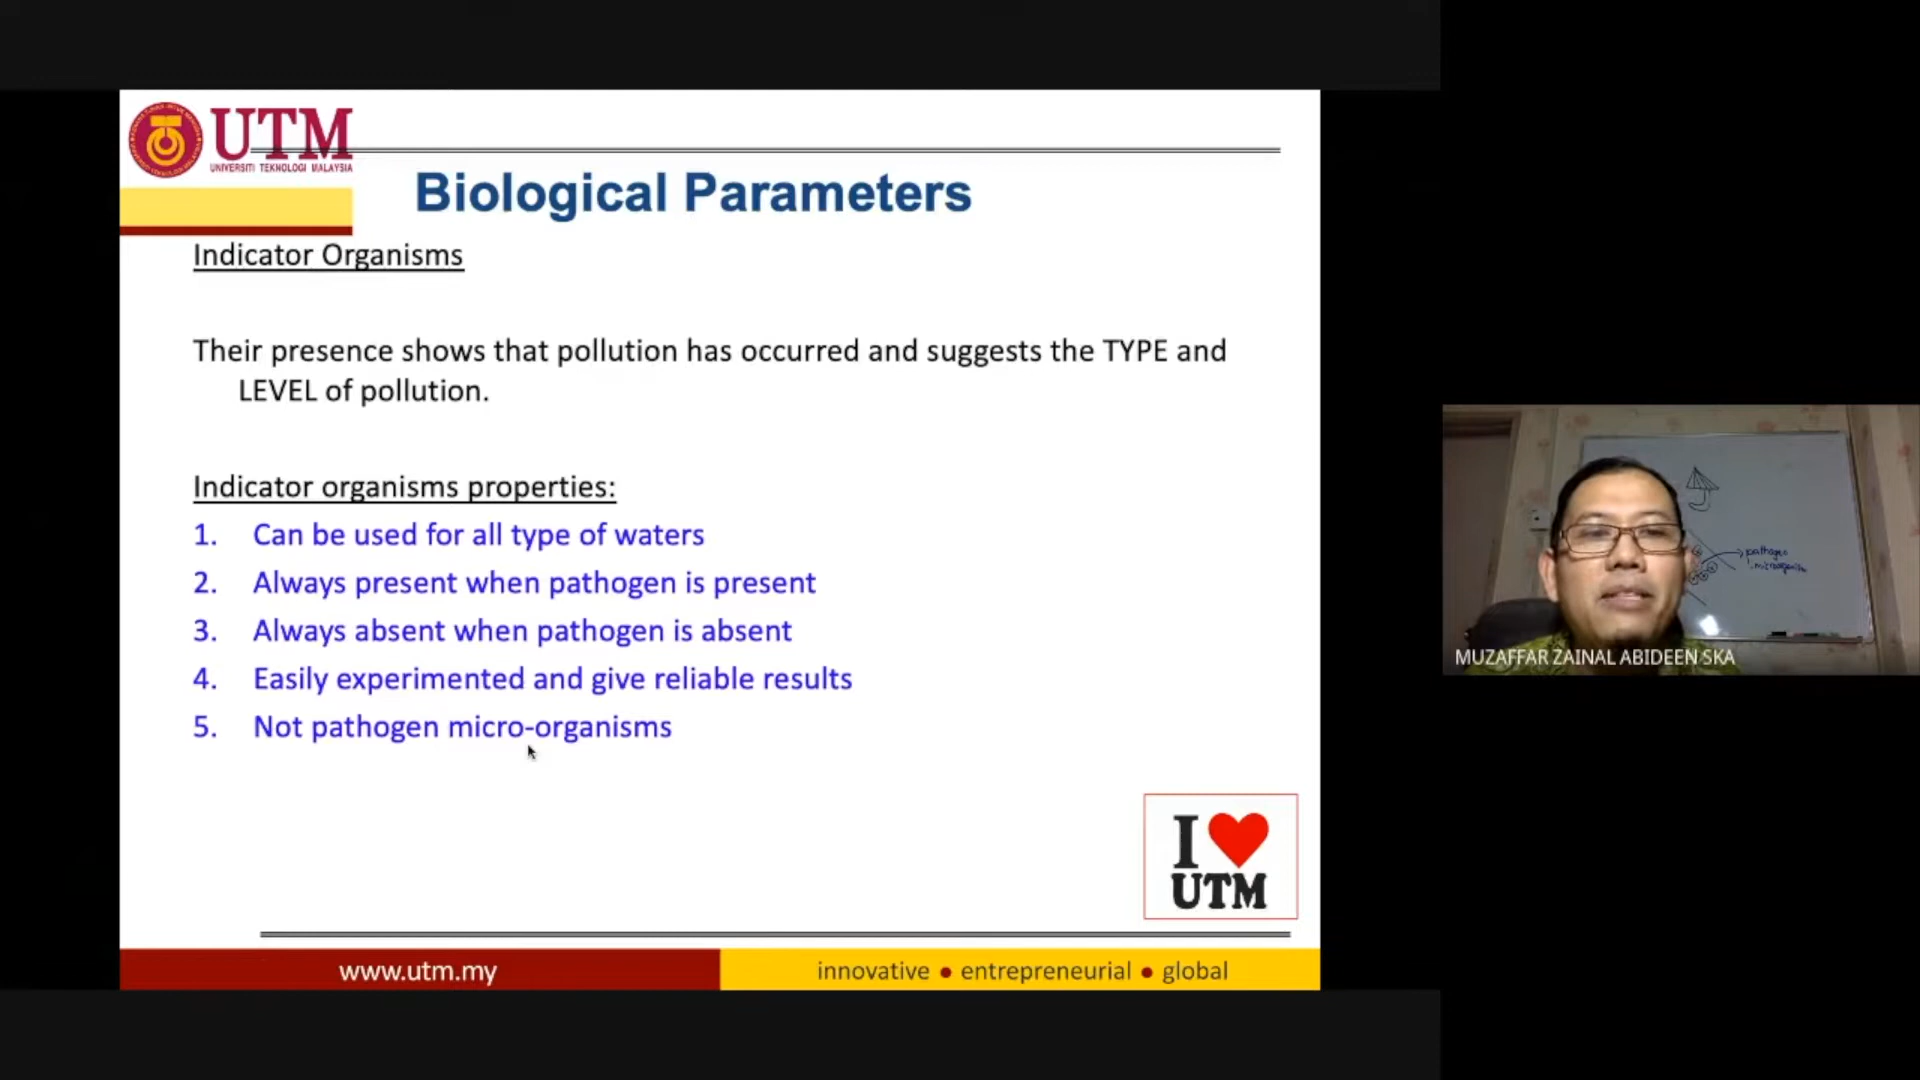 UTM
UNIVERSITI TEKNOLOGI MALAYSIA
Biological Parameters
Indicator Organisms
Their presence shows that pollution has occurred and suggests the TYPE and
LEVEL of pollution.
Indicator organisms properties:
1. Can be used for all type of waters
2. Always present when pathogen is present
3. Always absent when pathogen is absent
4. Easily experimented and give reliable results
5. Not pathogen micro-organisms
I ❤ UTM
www.utm.my
innovative • entrepreneurial • global
pathogen
MUZAFFAR ZAINAL ABIDEEN SKA